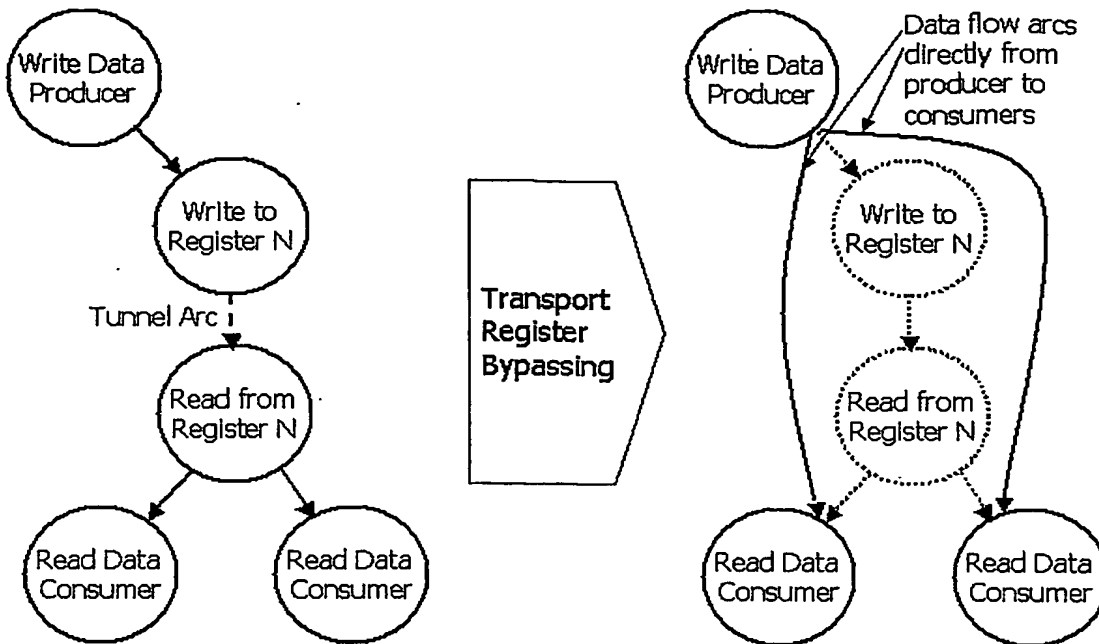 Write Data
Producer
Write to
Register N
Tunnel Arc
Read from
Register N
Read Data
Consumer
Read Data
Consumer
Transport
Register
Bypassing
Data flow arcs
directly from
producer to
consumers
Write Data
Producer
Write to
Register N
Read from
Register N
Read Data
Consumer
Read Data
Consumer